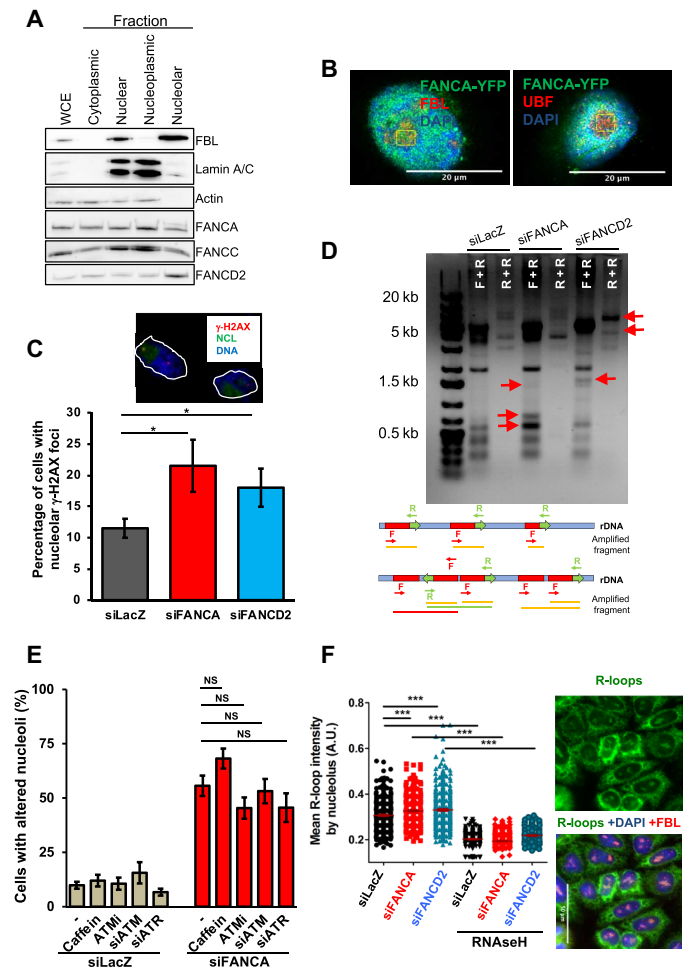 A
Fraction
WCE
Cytoplasmic
Nuclear
Nucleoplasmic
Nucleolar
FBL
Lamin A/C
Actin
FANCA
FANCC
FANCD2
B
FANCA-YFP
FBL
DAPI
20 µm
FANCA-YFP
UBF
DAPI
20 µm
C
γ-H2AX
NCL
DNA
Percentage of cells with
nucleolar γ-H2AX foci
40
35
30
25
20
15
10
5
0
*
*
siLacZ
siFANCA
siFANCD2
D
siLacZ
siFANCA
siFANCD2
F + R
R + R
F + R
R + R
F + R
R + R
20 kb
5 kb
1.5 kb
0.5 kb
R
R
R
rDNA
F
F
F
Amplified
fragment
F
R
R
rDNA
F
R
F
F
F
Amplified
fragment
E
Cells with altered nucleoli (%)
100
75
50
25
0
NS
NS
NS
NS
-
Caffein
ATMi
siATM
siATR
-
Caffein
ATMi
siATM
siATR
siLacZ
siFANCA
F
Mean R-loop intensity
by nucleolus (A.U.)
0.8
0.6
0.4
0.2
***
***
***
***
***
siLacZ
siFANCA
siFANCD2
siLacZ
siFANCA
siFANCD2
RNAseH
R-loops
R-loops +DAPI +FBL
50 µm